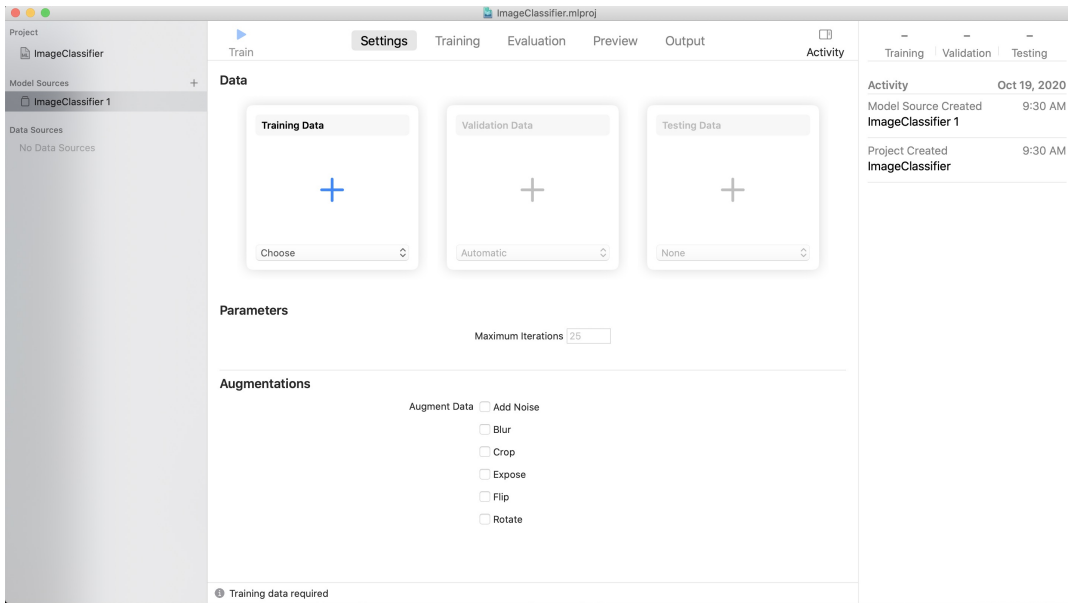 ImageClassifier.mlproj
Project
ImageClassifier
Model Sources +
ImageClassifier 1
Data Sources
No Data Sources
Train
Settings Training Evaluation Preview Output
Activity
Data
Training Data
Choose
Validation Data
Automatic
Testing Data
None
Parameters
Maximum Iterations 25
Augmentations
Augment Data Add Noise
Blur
Crop
Expose
Flip
Rotate
Training data required
– – –
Training Validation Testing
Activity Oct 19, 2020
Model Source Created 9:30 AM
ImageClassifier 1
Project Created 9:30 AM
ImageClassifier